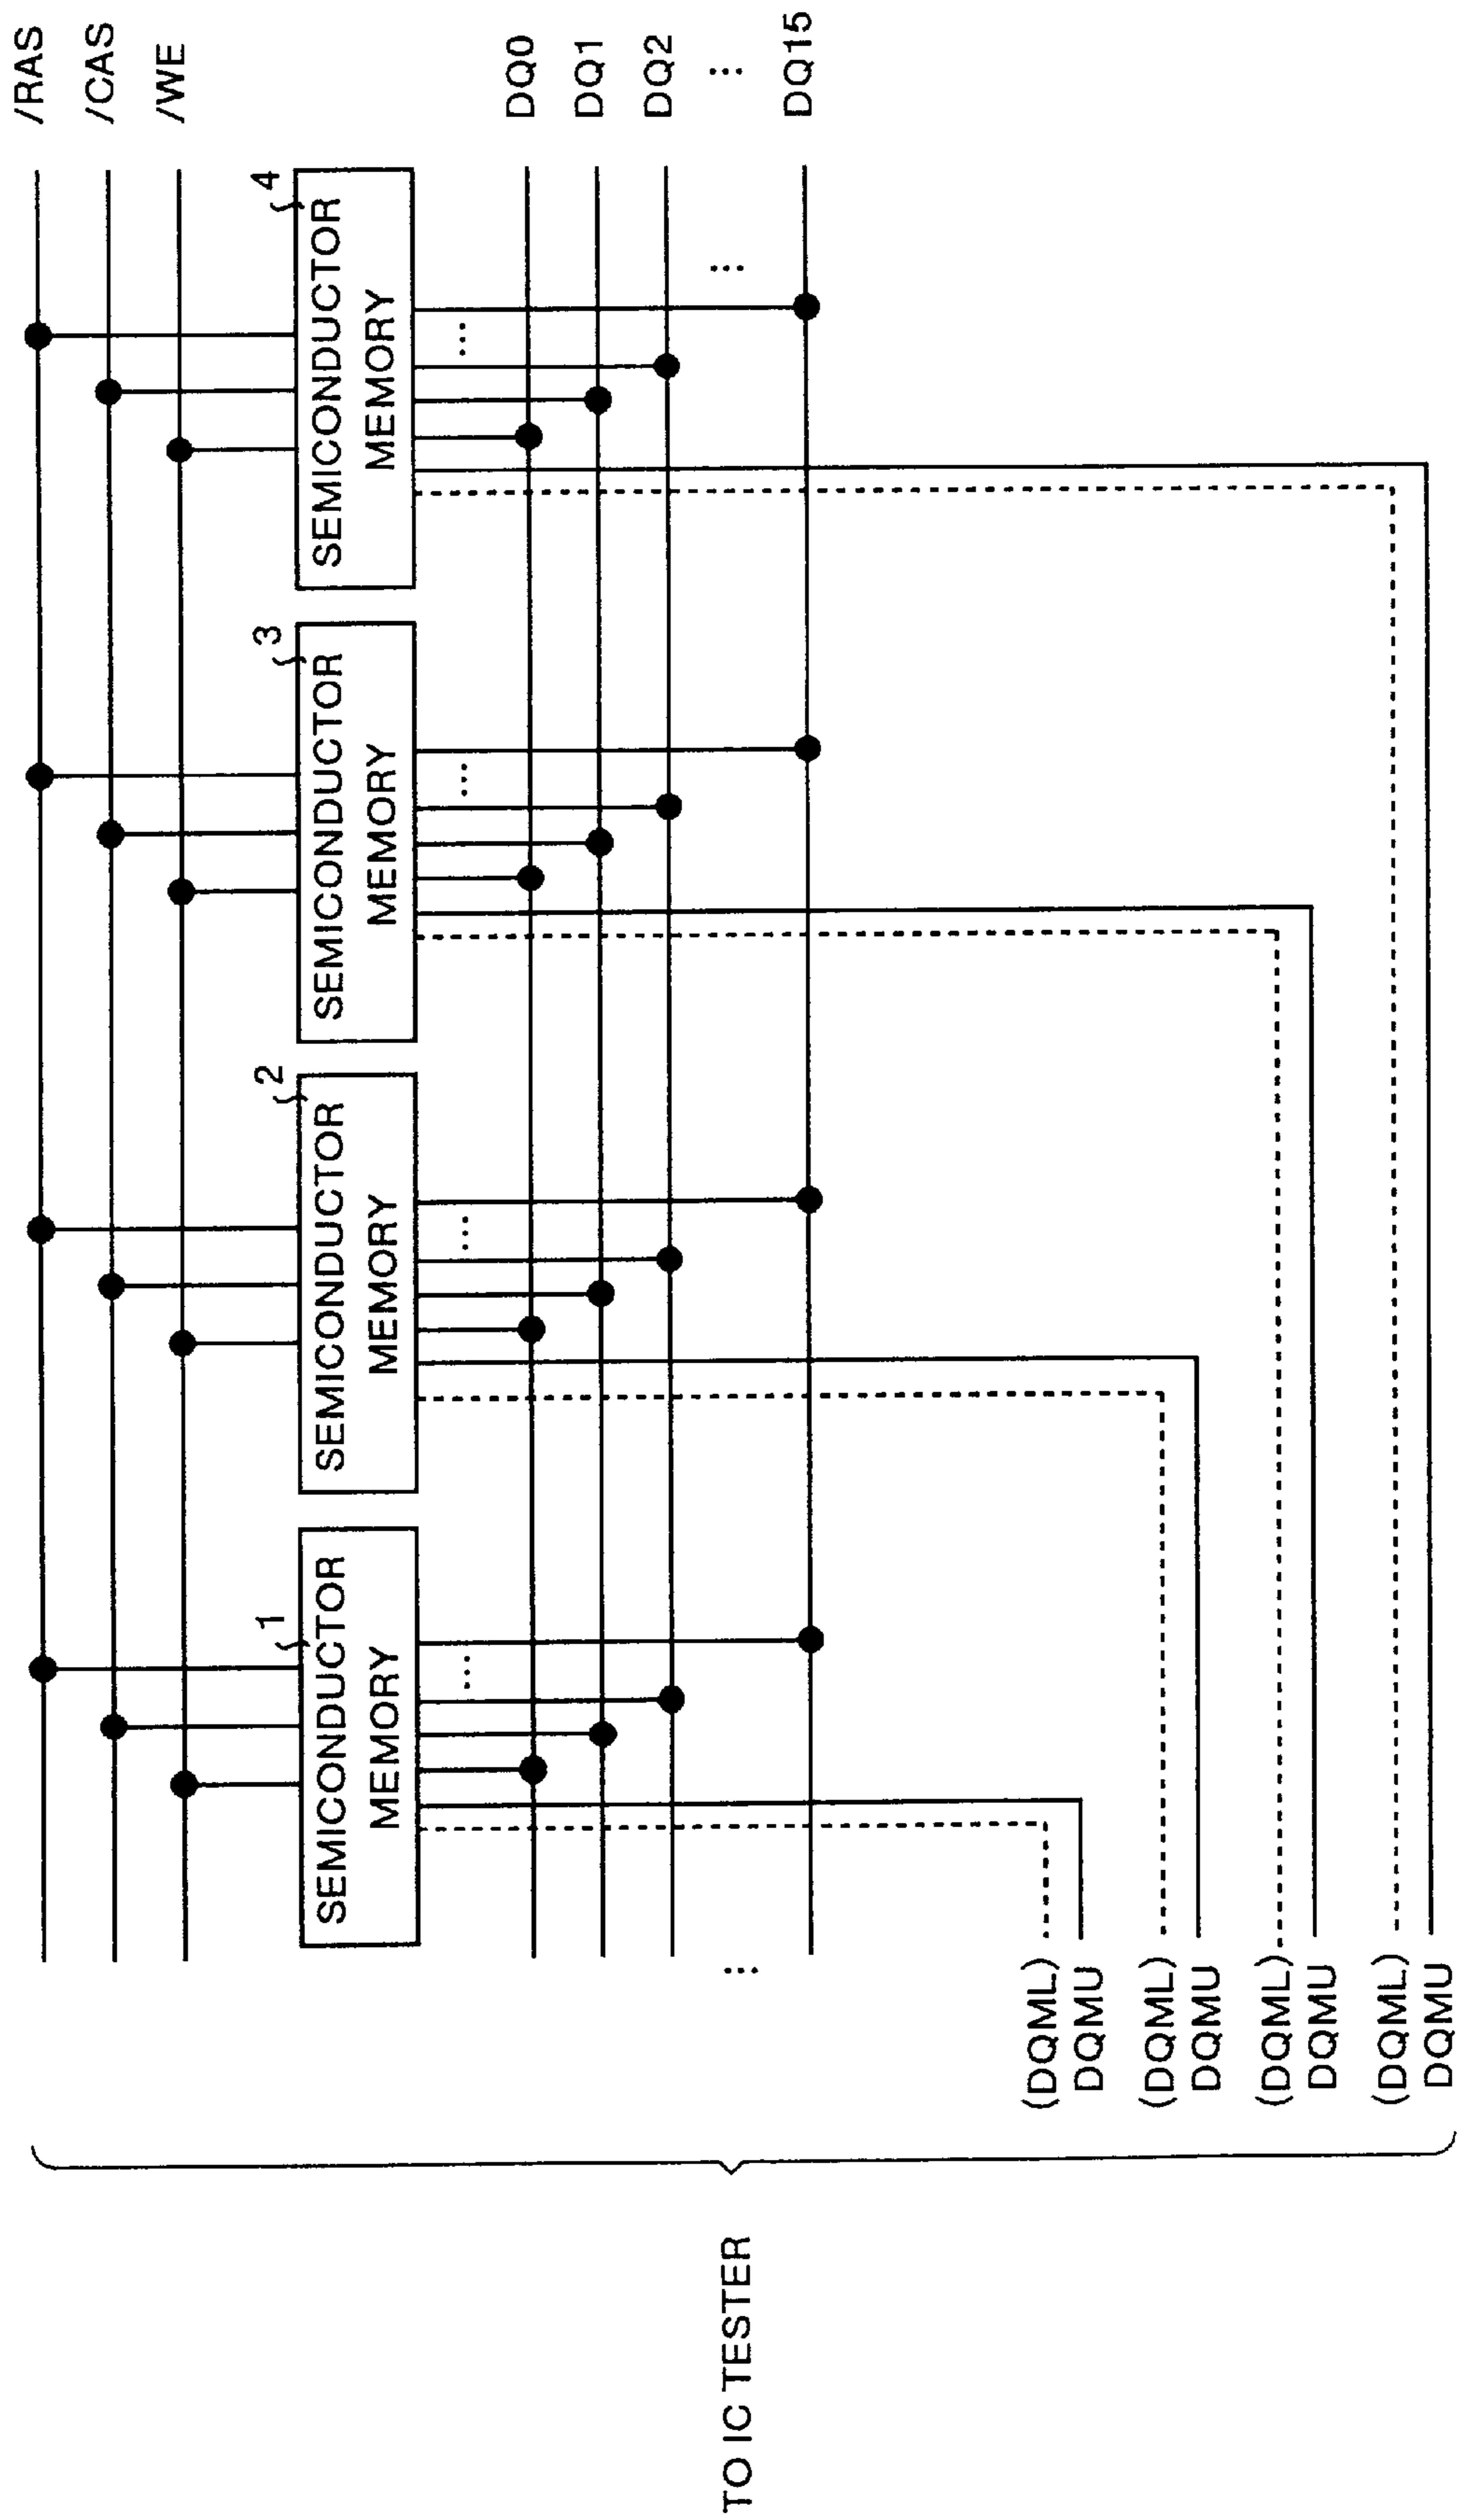 /RAS
/CAS
/WE
1
SEMICONDUCTOR
MEMORY
2
SEMICONDUCTOR
MEMORY
3
SEMICONDUCTOR
MEMORY
4
SEMICONDUCTOR
MEMORY
...
...
...
...
DQ0
DQ1
DQ2
...
...
...
DQ15
TO IC TESTER
(DQML)
DQMU
(DQML)
DQMU
(DQML)
DQMU
(DQML)
DQMU